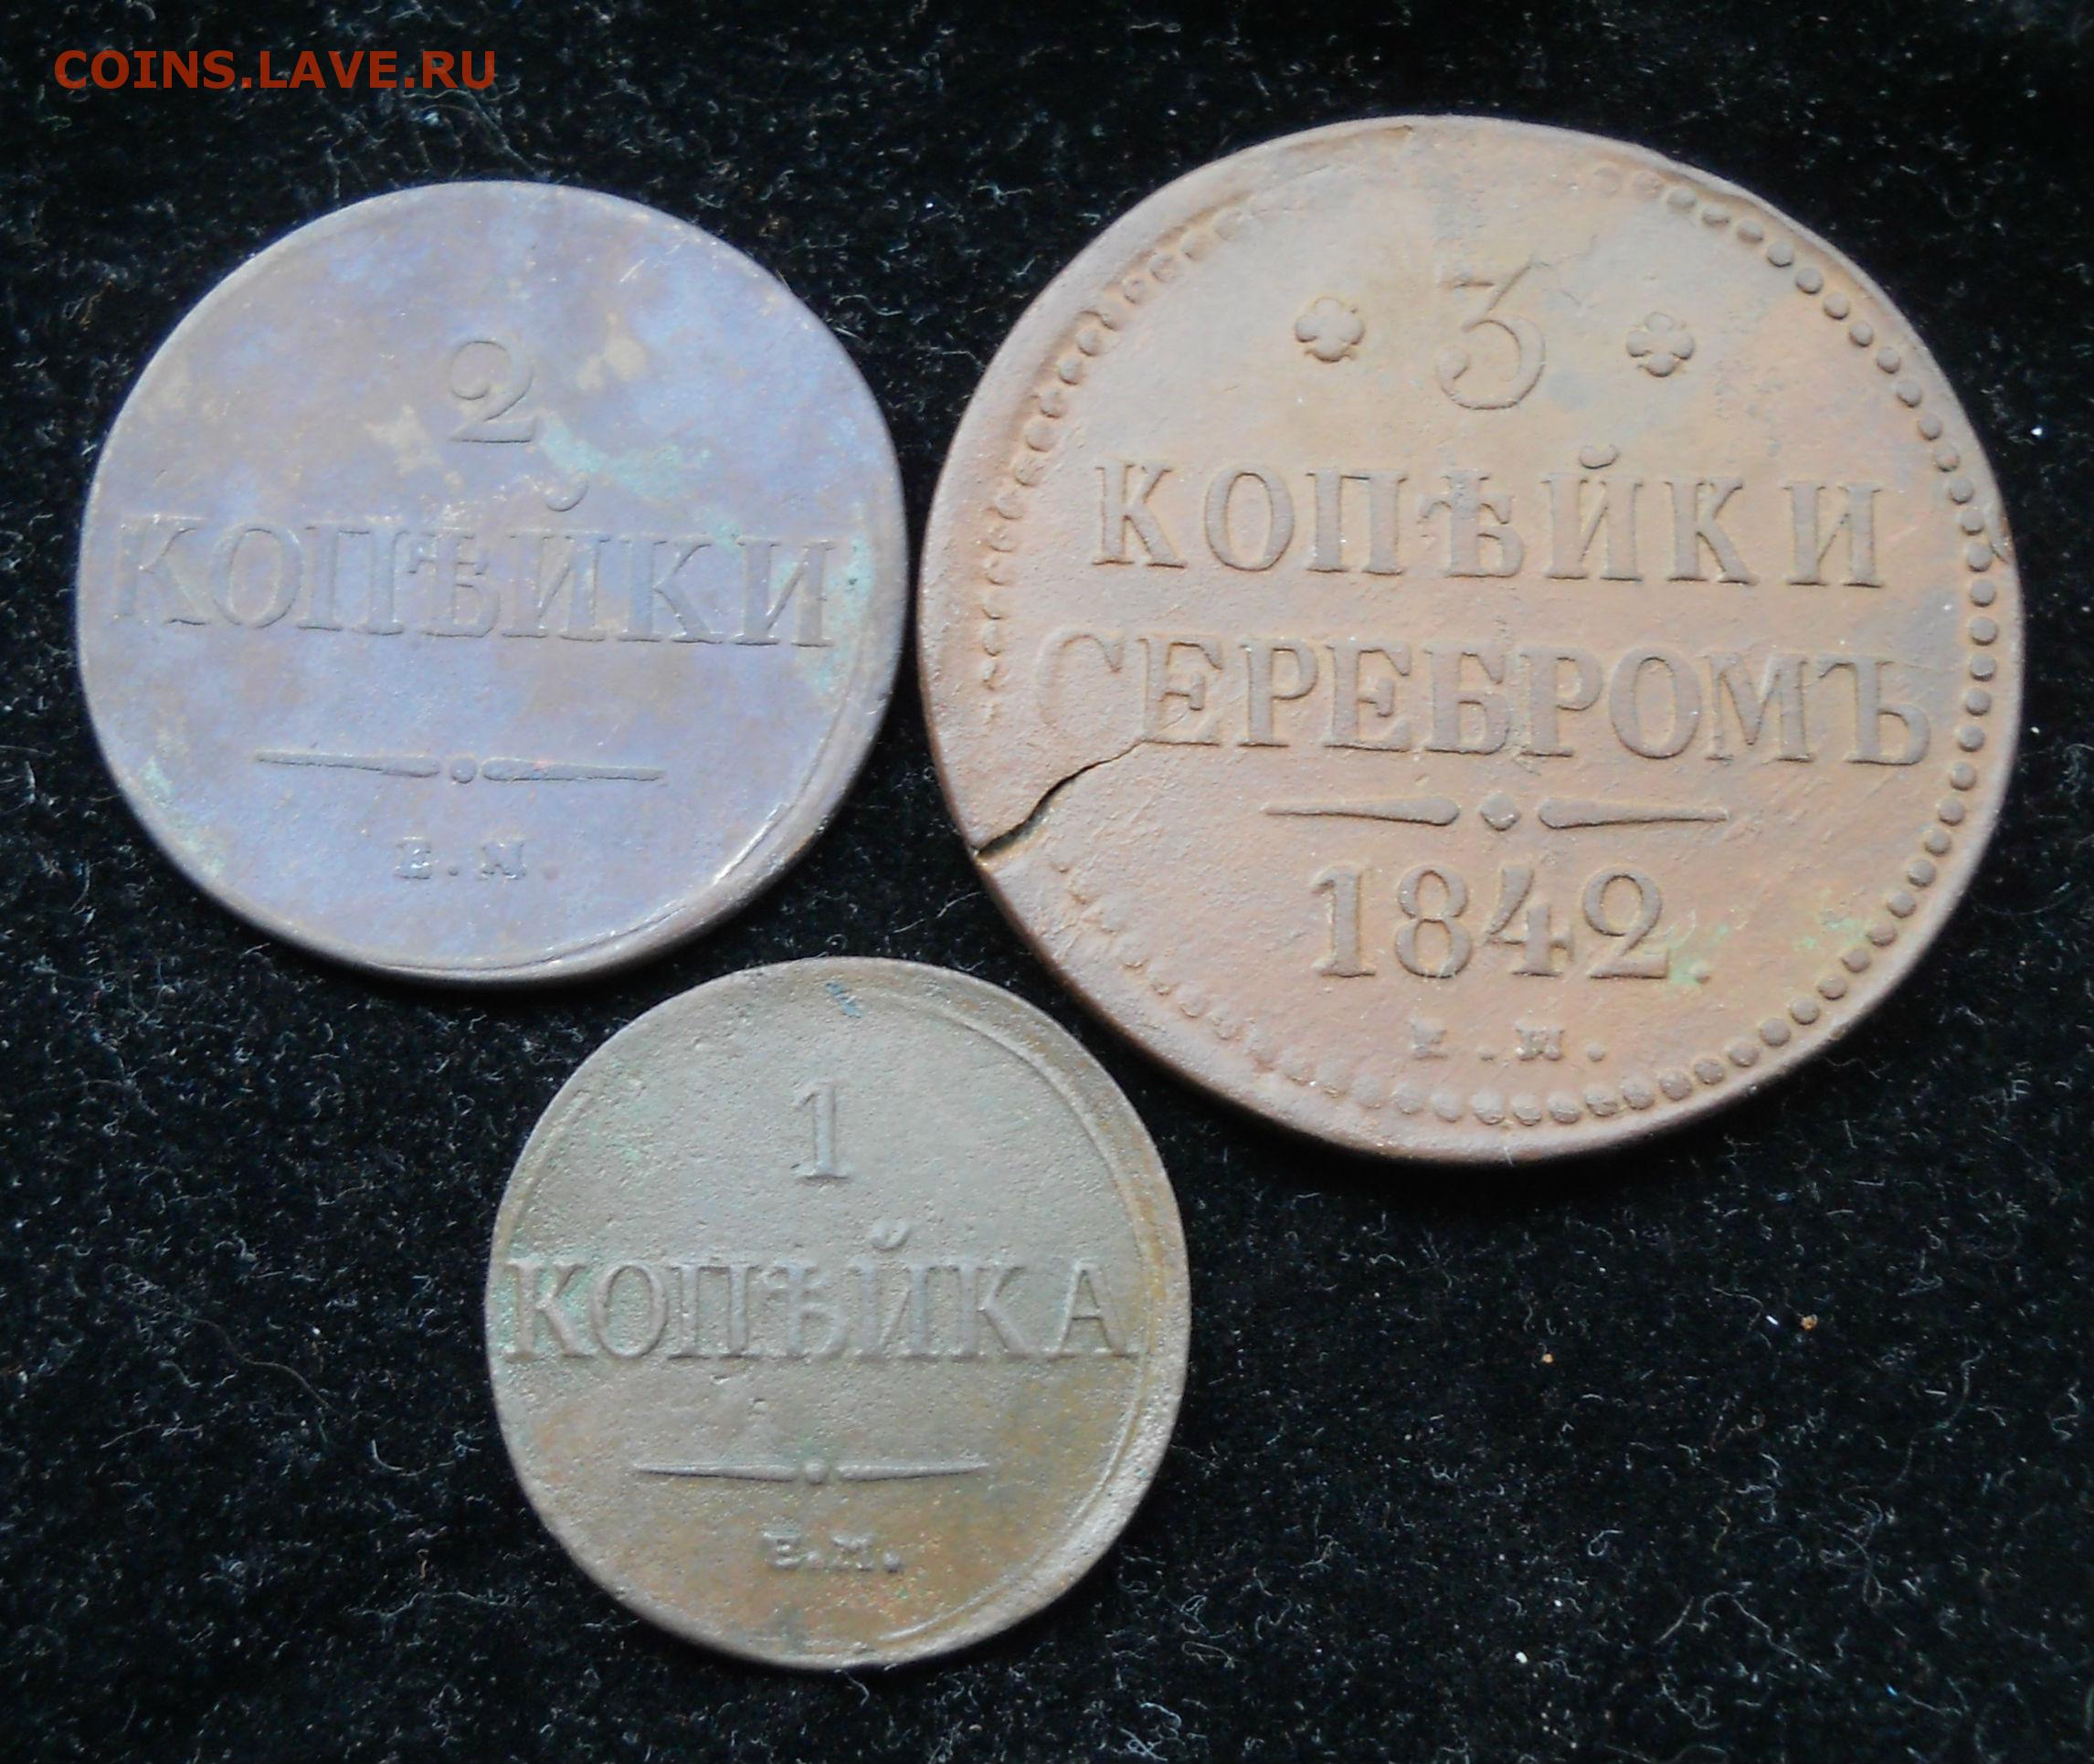 COINS.LAVE.RU
2
КОПѢЙКИ
Е.М.
3
КОПѢЙКИ
СЕРЕБРОМЪ
1842.
Е.М.
1
КОПѢЙКА
Е.М.